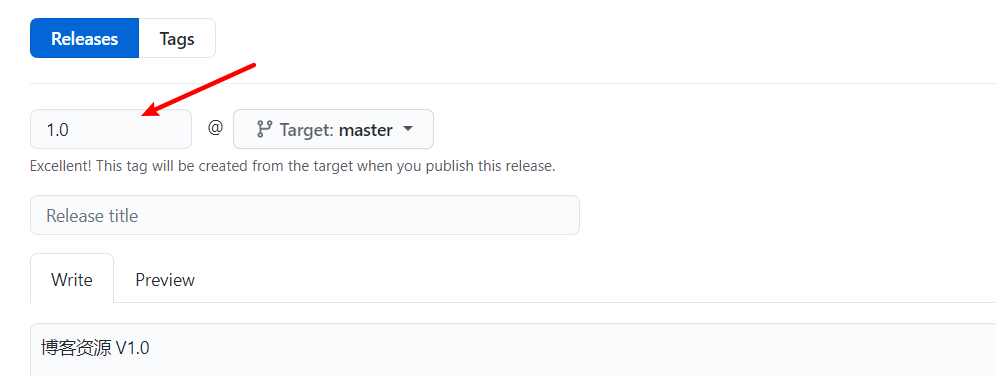 Releases Tags
1.0 @ Target: master
Excellent! This tag will be created from the target when you publish this release.
Release title
Write Preview
博客资源 V1.0